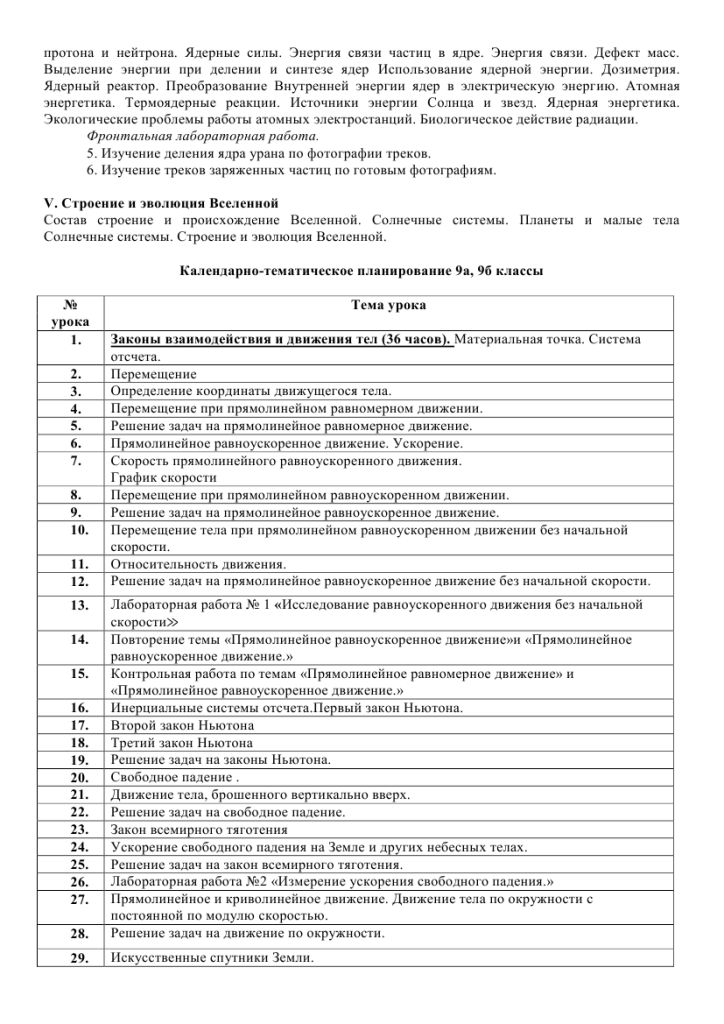 протона и нейтрона. Ядерные силы. Энергия связи частиц в ядре. Энергия связи. Дефект масс.
Выделение энергии при делении и синтезе ядер Использование ядерной энергии. Дозиметрия.
Ядерный реактор. Преобразование Внутренней энергии ядер в электрическую энергию. Атомная
энергетика. Термоядерные реакции. Источники энергии Солнца и звезд. Ядерная энергетика.
Экологические проблемы работы атомных электростанций. Биологическое действие радиации.
Фронтальная лабораторная работа.
5. Изучение деления ядра урана по фотографии треков.
6. Изучение треков заряженных частиц по готовым фотографиям.
V. Строение и эволюция Вселенной
Состав строение и происхождение Вселенной. Солнечные системы. Планеты и малые тела
Солнечные системы. Строение и эволюция Вселенной.
Календарно-тематическое планирование 9а, 9б классы
№ Тема урока
урока
1. Законы взаимодействия и движения тел (36 часов). Материальная точка. Система
отсчета.
2. Перемещение
3. Определение координаты движущегося тела.
4. Перемещение при прямолинейном равномерном движении.
5. Решение задач на прямолинейное равномерное движение.
6. Прямолинейное равноускоренное движение. Ускорение.
7. Скорость прямолинейного равноускоренного движения.
График скорости
8. Перемещение при прямолинейном равноускоренном движении.
9. Решение задач на прямолинейное равноускоренное движение.
10. Перемещение тела при прямолинейном равноускоренном движении без начальной
скорости.
11. Относительность движения.
12. Решение задач на прямолинейное равноускоренное движение без начальной скорости.
13. Лабораторная работа № 1 «Исследование равноускоренного движения без начальной
скорости≫
14. Повторение темы «Прямолинейное равноускоренное движение»и «Прямолинейное
равноускоренное движение.»
15. Контрольная работа по темам «Прямолинейное равномерное движение» и
«Прямолинейное равноускоренное движение.»
16. Инерциальные системы отсчета.Первый закон Ньютона.
17. Второй закон Ньютона
18. Третий закон Ньютона
19. Решение задач на законы Ньютона.
20. Свободное падение .
21. Движение тела, брошенного вертикально вверх.
22. Решение задач на свободное падение.
23. Закон всемирного тяготения
24. Ускорение свободного падения на Земле и других небесных телах.
25. Решение задач на закон всемирного тяготения.
26. Лабораторная работа №2 «Измерение ускорения свободного падения.»
27. Прямолинейное и криволинейное движение. Движение тела по окружности с
постоянной по модулю скоростью.
28. Решение задач на движение по окружности.
29. Искусственные спутники Земли.